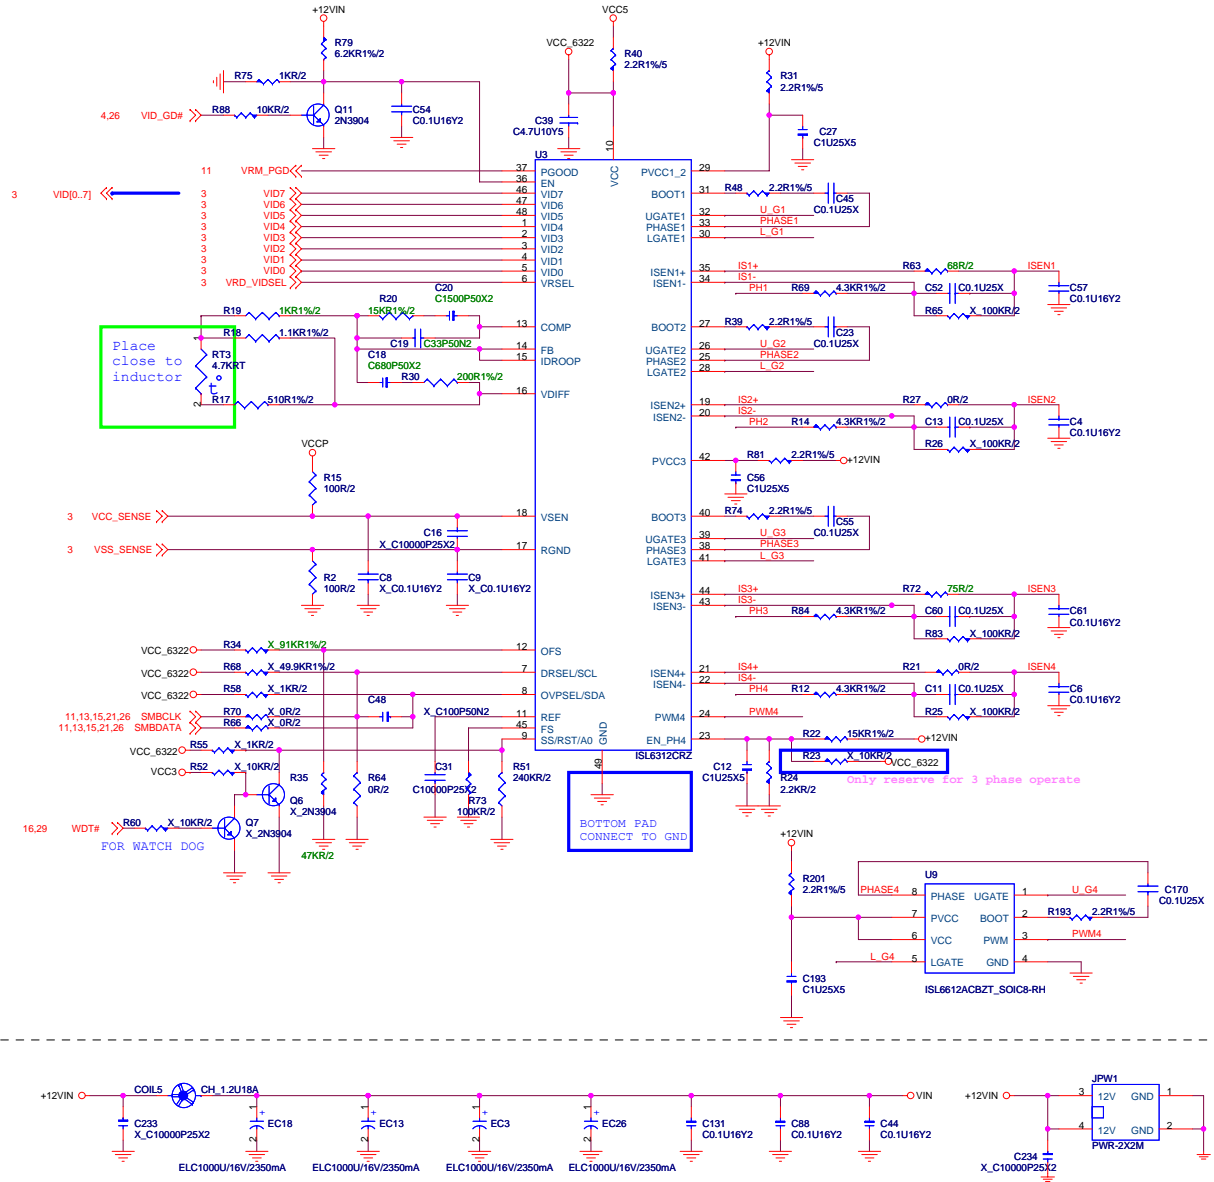 +12VIN
R79
6.2KR1%/2
R75
1KR/2
4,26
VID_GD#
R88
10KR/2
Q11
2N3904
C54
C0.1U16Y2
VCC5
VCC_6322
R40
2.2R1%/5
C39
C4.7U10Y5
+12VIN
R31
2.2R1%/5
C27
C1U25X5
U3
10
VCC
11
VRM_PGD
37
PGOOD
36
EN
3
VID[0..7]
3
VID7
46
VID7
3
VID6
47
VID6
3
VID5
48
VID5
3
VID4
1
VID4
3
VID3
2
VID3
3
VID2
3
VID2
3
VID1
4
VID1
3
VID0
5
VID0
3
VRD_VIDSEL
6
VRSEL
PVCC1_2
29
BOOT1
31
R48
2.2R1%/5
C45
C0.1U25X
UGATE1
32
U_G1
PHASE1
33
PHASE1
LGATE1
30
L_G1
ISEN1+
35
IS1+
R63
68R/2
ISEN1
ISEN1-
34
IS1-
PH1
R69
4.3KR1%/2
C52
C0.1U25X
R65
X_100KR/2
C57
C0.1U16Y2
BOOT2
27
R39
2.2R1%/5
C23
C0.1U25X
UGATE2
26
U_G2
PHASE2
25
PHASE2
LGATE2
28
L_G2
ISEN2+
19
IS2+
R27
0R/2
ISEN2
ISEN2-
20
IS2-
PH2
R14
4.3KR1%/2
C13
C0.1U25X
R26
X_100KR/2
C4
C0.1U16Y2
PVCC3
42
R81
2.2R1%/5
+12VIN
C56
C1U25X5
BOOT3
40
R74
2.2R1%/5
C55
C0.1U25X
UGATE3
39
U_G3
PHASE3
38
PHASE3
LGATE3
41
L_G3
ISEN3+
44
IS3+
R72
75R/2
ISEN3
ISEN3-
43
IS3-
PH3
R84
4.3KR1%/2
C60
C0.1U25X
R83
X_100KR/2
C61
C0.1U16Y2
ISEN4+
21
IS4+
R21
0R/2
ISEN4
ISEN4-
22
IS4-
PH4
R12
4.3KR1%/2
C11
C0.1U25X
R25
X_100KR/2
C6
C0.1U16Y2
PWM4
24
PWM4
EN_PH4
23
R22
15KR1%/2
+12VIN
R23
X_10KR/2
VCC_6322
C12
C1U25X5
R24
2.2KR/2
Only reserve for 3 phase operate
ISL6312CRZ
GND
49
BOTTOM PAD
CONNECT TO GND
R19
1KR1%/2
R20
15KR1%/2
C20
C1500P50X2
13
COMP
R18
1.1KR1%/2
C19
C33P50N2
14
FB
15
IDROOP
C18
C680P50X2
R30
200R1%/2
16
VDIFF
Place
close to
inductor
1
RT3
4.7KRT
t°
2
R17
510R1%/2
VCCP
R15
100R/2
3
VCC_SENSE
18
VSEN
C16
X_C10000P25X2
3
VSS_SENSE
17
RGND
R2
100R/2
C8
X_C0.1U16Y2
C9
X_C0.1U16Y2
VCC_6322
R34
X_91KR1%/2
12
OFS
VCC_6322
R68
X_49.9KR1%/2
7
DRSEL/SCL
VCC_6322
R58
X_1KR/2
8
OVPSEL/SDA
11,13,15,21,26
SMBCLK
R70
X_0R/2
C48
X_C100P50N2
11
REF
11,13,15,21,26
SMBDATA
R66
X_0R/2
45
FS
9
SS/RST/A0
VCC_6322
R55
X_1KR/2
VCC3
R52
X_10KR/2
R35
47KR/2
Q6
X_2N3904
R64
0R/2
C31
C10000P25X2
R73
100KR/2
R51
240KR/2
16,29
WDT#
R60
X_10KR/2
Q7
X_2N3904
FOR WATCH DOG
+12VIN
R201
2.2R1%/5
U9
PHASE4
8
PHASE
UGATE
1
U_G4
C170
C0.1U25X
7
PVCC
BOOT
2
R193
2.2R1%/5
6
VCC
PWM
3
PWM4
L_G4
5
LGATE
GND
4
C193
C1U25X5
ISL6612ACBZT_SOIC8-RH
+12VIN
COIL5
CH_1.2U18A
C233
X_C10000P25X2
1
+
EC18
2
ELC1000U/16V/2350mA
1
+
EC13
2
ELC1000U/16V/2350mA
1
+
EC3
2
ELC1000U/16V/2350mA
1
+
EC26
2
ELC1000U/16V/2350mA
C131
C0.1U16Y2
C88
C0.1U16Y2
C44
C0.1U16Y2
VIN
JPW1
+12VIN
3
12V
GND
1
4
12V
GND
2
PWR-2X2M
C234
X_C10000P25X2